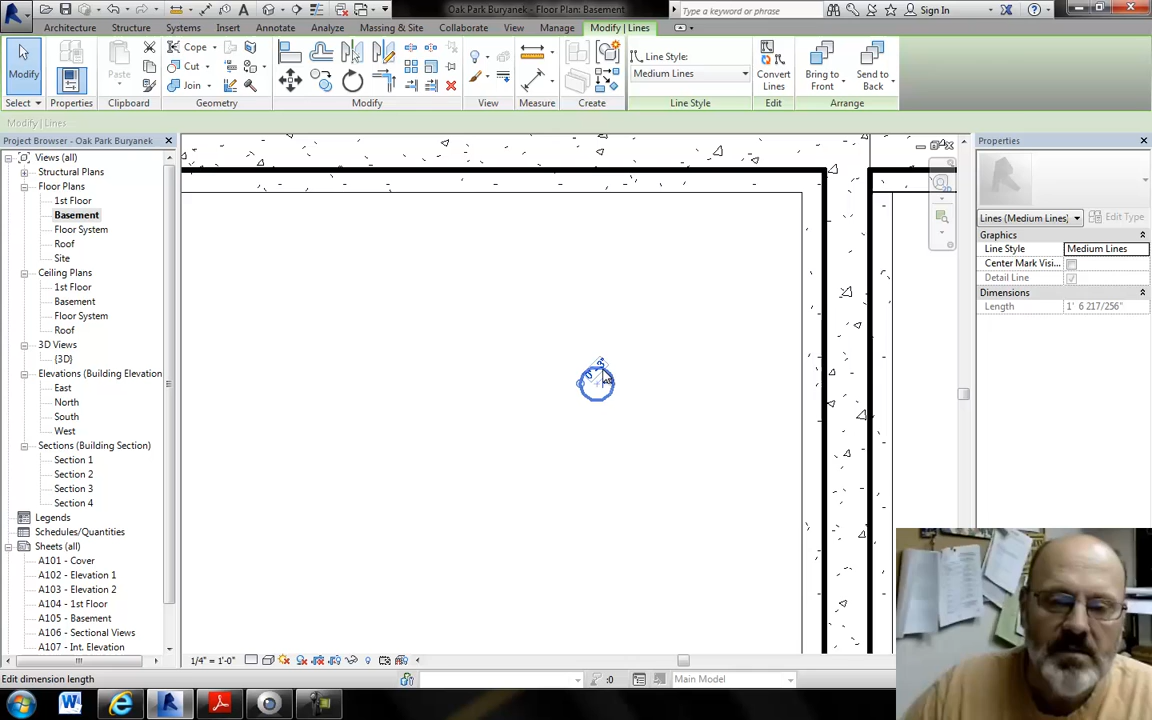 Oak Park Buryanek - Floor Plan: Basement
Type a keyword or phrase
Sign In
Architecture
Structure
Systems
Insert
Annotate
Analyze
Massing & Site
Collaborate
View
Manage
Modify | Lines
Modify
Paste
Cope
Cut
Join
Line Style:
Medium Lines
Convert
Lines
Bring to
Front
Send to
Back
Select
Properties
Clipboard
Geometry
Modify
View
Measure
Create
Line Style
Edit
Arrange
Modify | Lines
Project Browser - Oak Park Buryanek
Views (all)
Structural Plans
Floor Plans
1st Floor
Basement
Floor System
Roof
Site
Ceiling Plans
1st Floor
Basement
Floor System
Roof
3D Views
{3D}
Elevations (Building Elevation
East
North
South
West
Sections (Building Section)
Section 1
Section 2
Section 3
Section 4
Legends
Schedules/Quantities
Sheets (all)
A101 - Cover
A102 - Elevation 1
A103 - Elevation 2
A104 - 1st Floor
A105 - Basement
A106 - Sectional Views
A107 - Int. Elevation
Properties
Lines (Medium Lines)
Edit Type
Graphics
Line Style
Medium Lines
Center Mark Visi...
Detail Line
Dimensions
Length
1' 6 217/256"
1/4" = 1'-0"
Edit dimension length
:0
Main Model